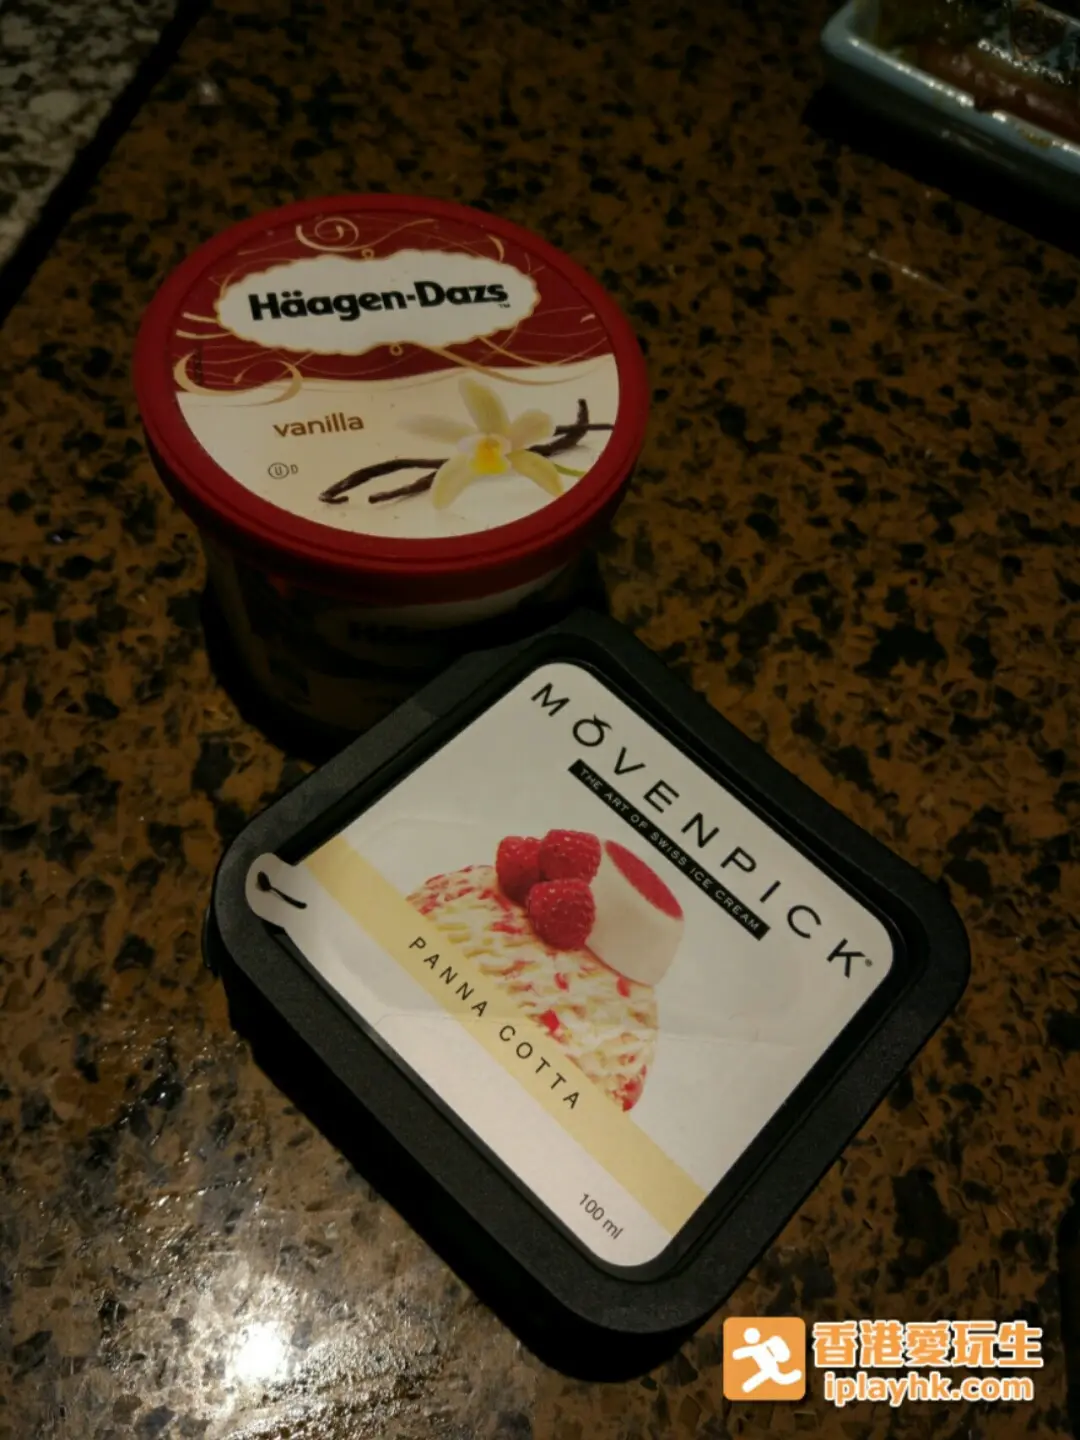 Häagen-Dazs™
vanilla
U D
MÖVENPICK®
THE ART OF SWISS ICE CREAM
PANNA COTTA
100 ml
香港愛玩生
iplayhk.com